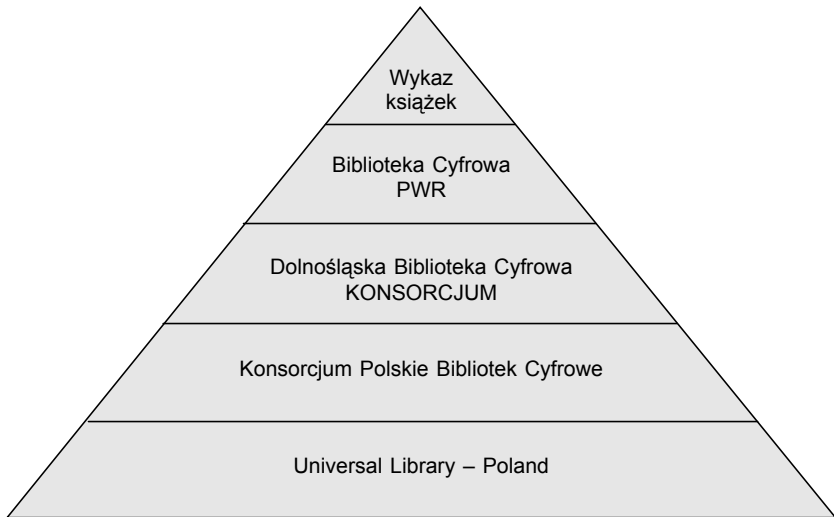 Wykaz
książek
Biblioteka Cyfrowa
PWR
Dolnośląska Biblioteka Cyfrowa
KONSORCJUM
Konsorcjum Polskie Bibliotek Cyfrowe
Universal Library – Poland